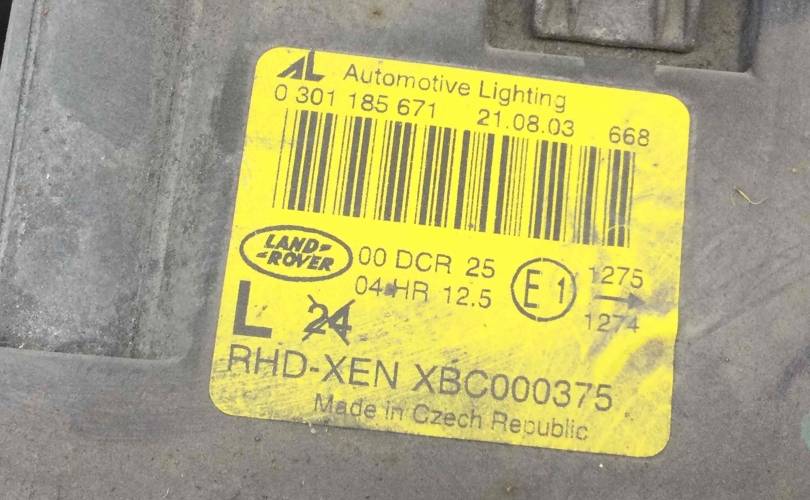 AL Automotive Lighting
0 301 185 671 21.08.03 668
LAND-
-ROVER
00 DCR 25
04 HR 12.5
E1
1275
1274
L 24
RHD-XEN XBC000375
Made in Czech Republic